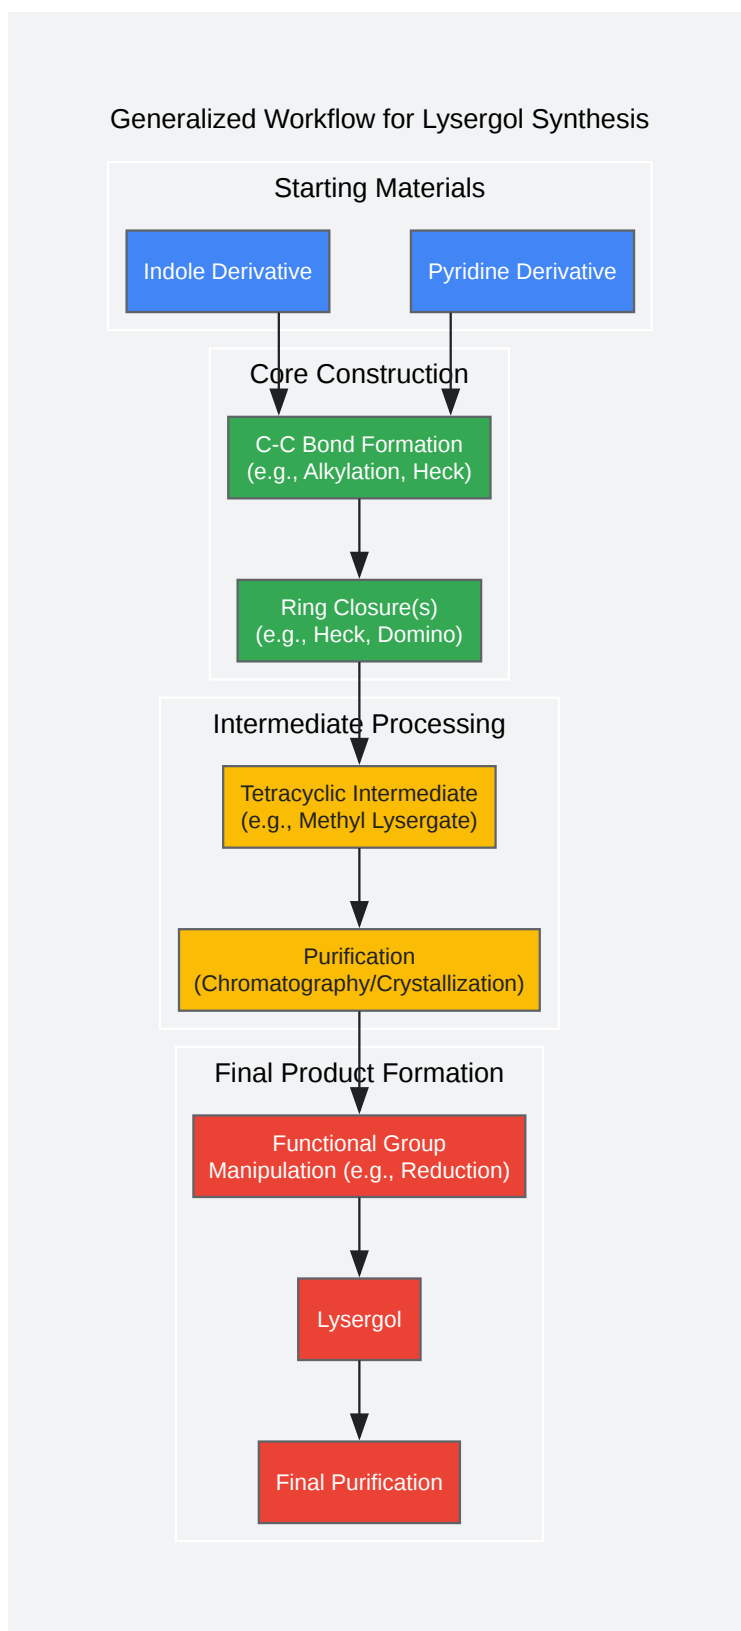 Generalized Workflow for Lysergol Synthesis
Starting Materials
Indole Derivative
Pyridine Derivative
Core Construction
C-C Bond Formation
(e.g., Alkylation, Heck)
Ring Closure(s)
(e.g., Heck, Domino)
Intermediate Processing
Tetracyclic Intermediate
(e.g., Methyl Lysergate)
Purification
(Chromatography/Crystallization)
Final Product Formation
Functional Group
Manipulation (e.g., Reduction)
Lysergol
Final Purification